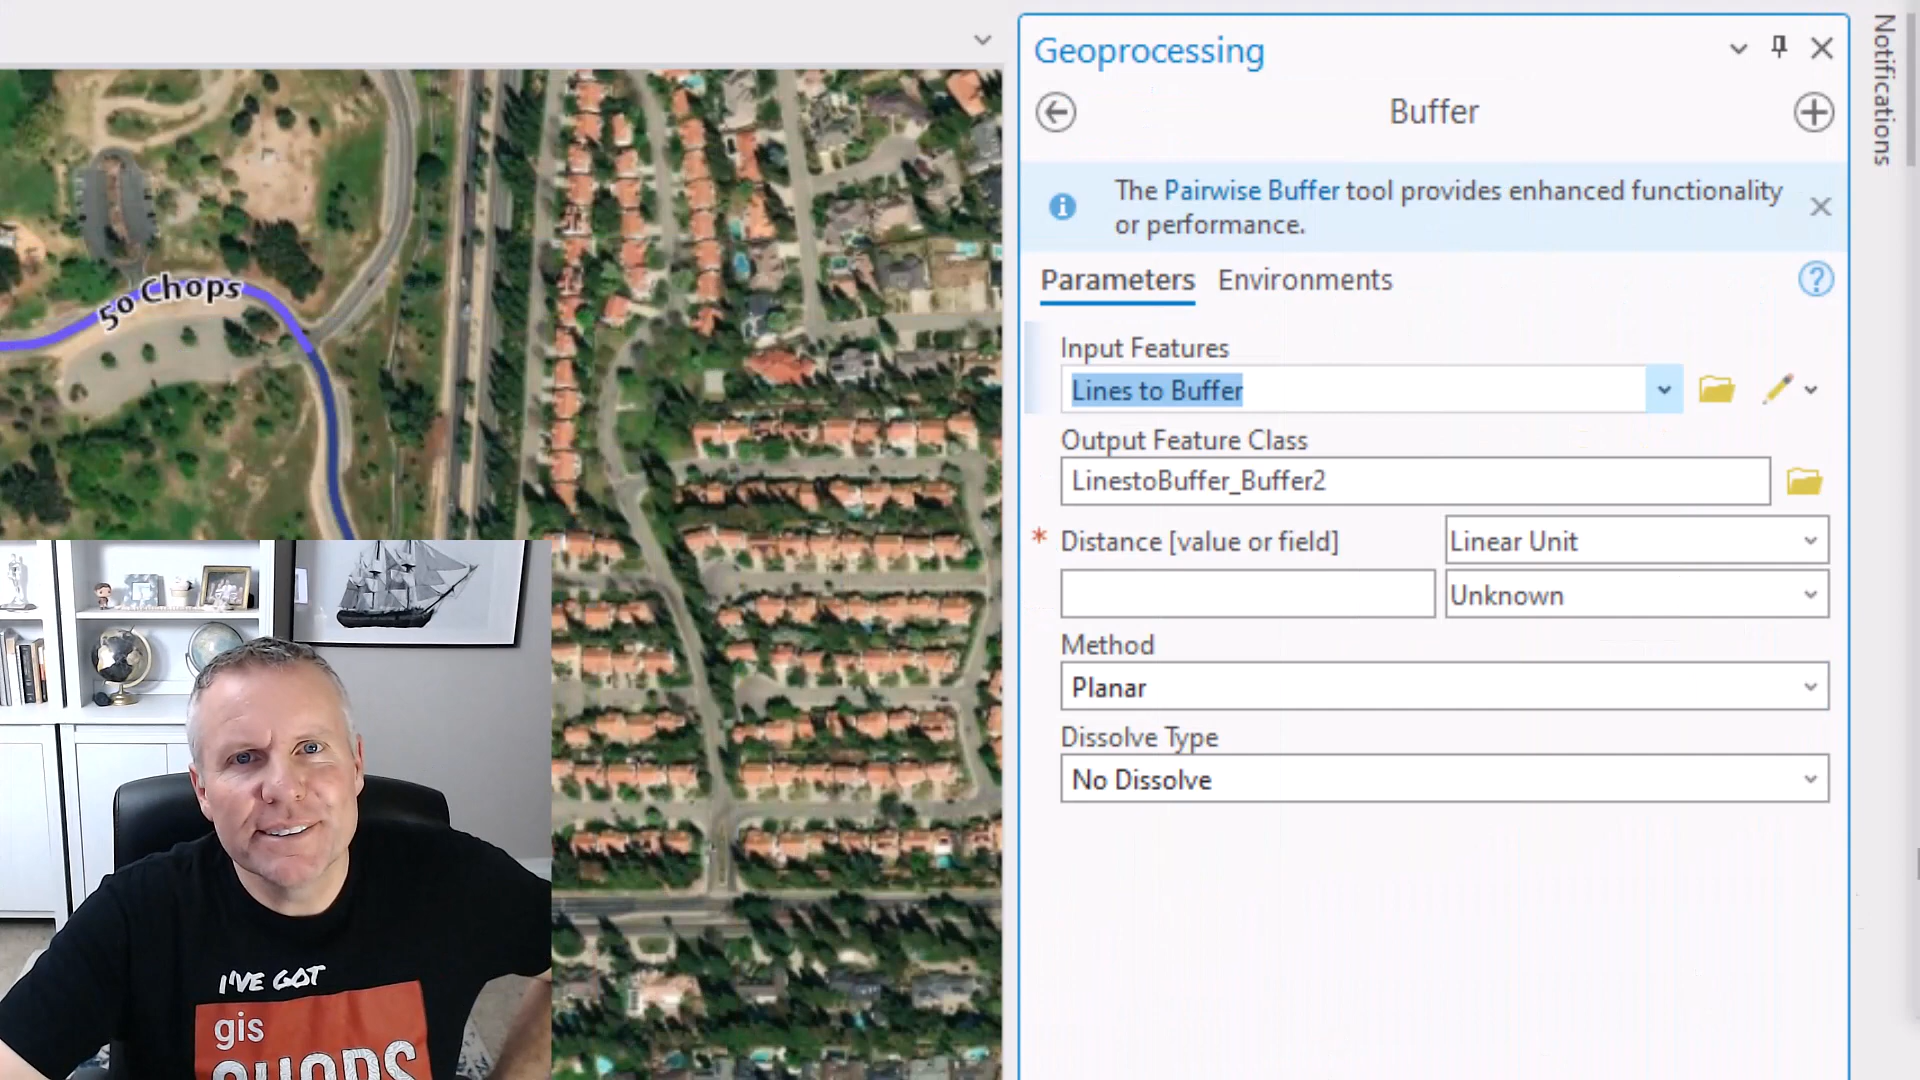 Geoprocessing
Notifications
Buffer
The Pairwise Buffer tool provides enhanced functionality
or performance.
Parameters Environments
50 Chops
Input Features
Lines to Buffer
Output Feature Class
LinestoBuffer_Buffer2
* Distance [value or field]
Linear Unit
Unknown
Method
Planar
Dissolve Type
No Dissolve
I'VE GOT
gis
CHOPS